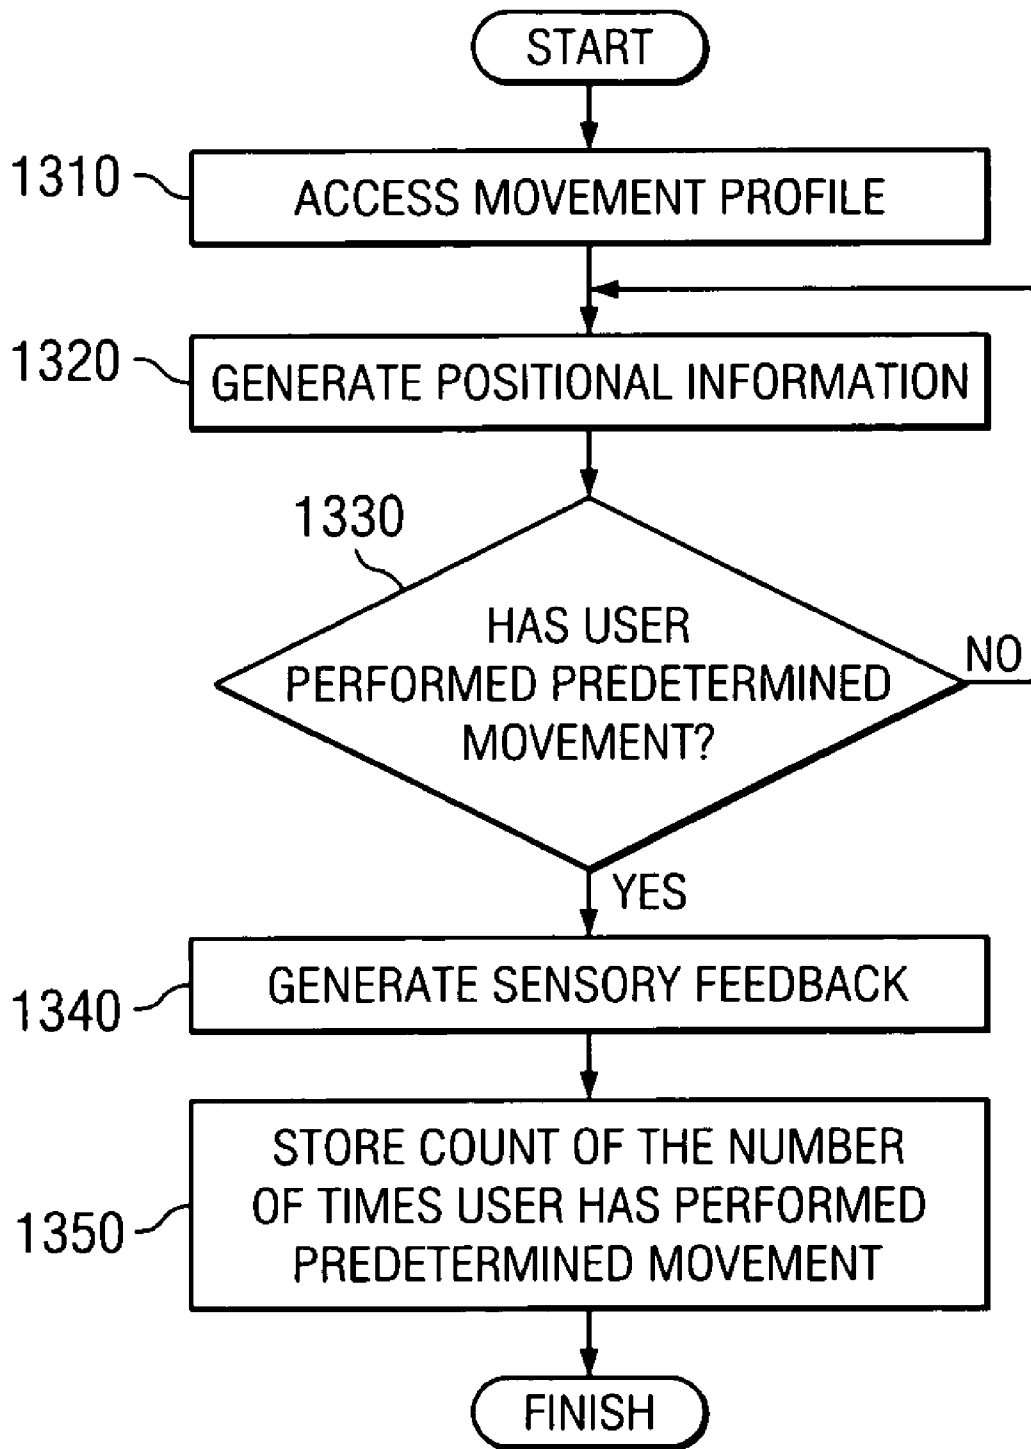 START
1310
ACCESS MOVEMENT PROFILE
1320
GENERATE POSITIONAL INFORMATION
1330
HAS USER
PERFORMED PREDETERMINED
MOVEMENT?
NO
YES
1340
GENERATE SENSORY FEEDBACK
1350
STORE COUNT OF THE NUMBER
OF TIMES USER HAS PERFORMED
PREDETERMINED MOVEMENT
FINISH